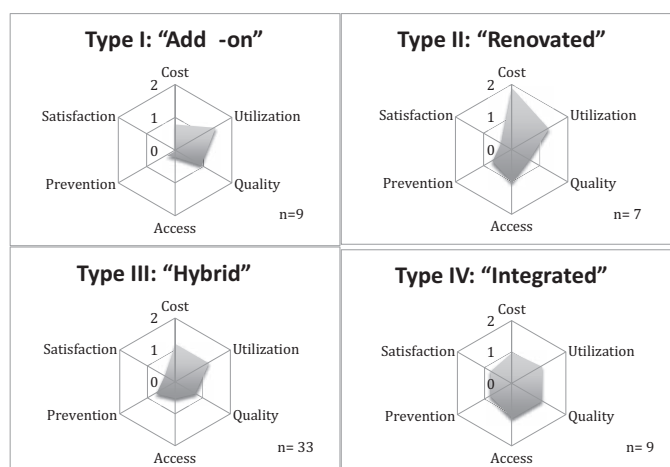 Type I: “Add -on”
Cost
2
Satisfaction
1
Utilization
0
Prevention
Quality
Access
n=9
Type II: “Renovated”
Cost
2
Satisfaction
1
Utilization
0
Prevention
Quality
Access
n= 7
Type III: “Hybrid”
Cost
2
Satisfaction
1
Utilization
0
Prevention
Quality
Access
n= 33
Type IV: “Integrated”
Cost
2
Satisfaction
1
Utilization
0
Prevention
Quality
Access
n= 9